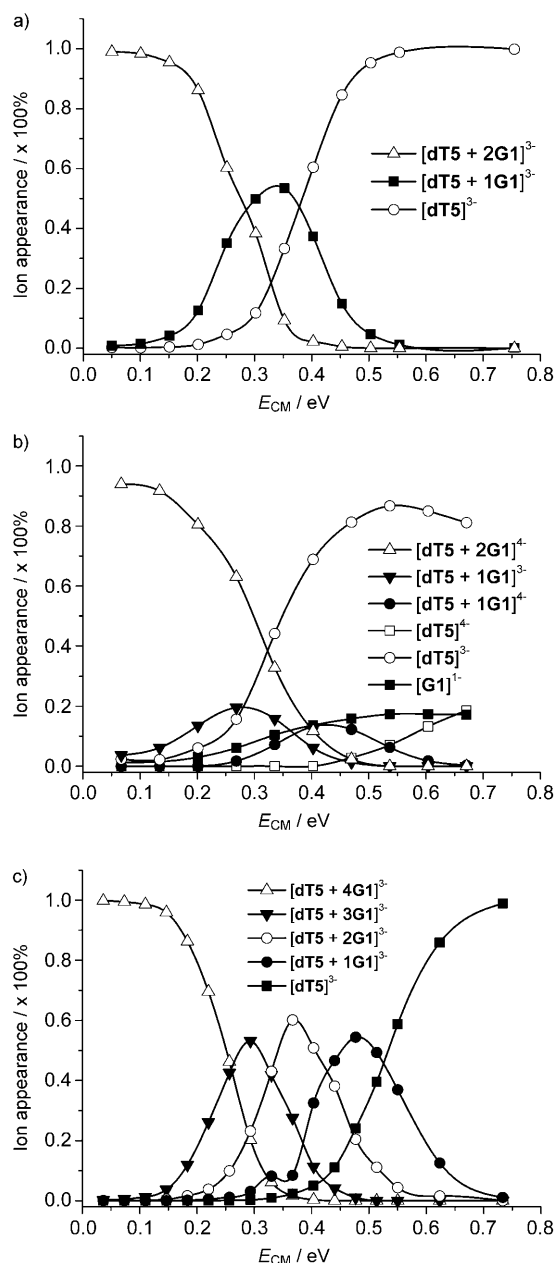 a)
1.0
0.8
0.6
0.4
0.2
0.0
Ion appearance / x 100%
[dT5 + 2G1]³⁻
[dT5 + 1G1]³⁻
[dT5]³⁻
0.0 0.1 0.2 0.3 0.4 0.5 0.6 0.7 0.8
E_CM / eV
b)
1.0
0.8
0.6
0.4
0.2
0.0
Ion appearance / x 100%
[dT5 + 2G1]⁴⁻
[dT5 + 1G1]³⁻
[dT5 + 1G1]⁴⁻
[dT5]⁴⁻
[dT5]³⁻
[G1]¹⁻
0.0 0.1 0.2 0.3 0.4 0.5 0.6 0.7 0.8
E_CM / eV
c)
1.0
0.8
0.6
0.4
0.2
0.0
Ion appearance / x 100%
[dT5 + 4G1]³⁻
[dT5 + 3G1]³⁻
[dT5 + 2G1]³⁻
[dT5 + 1G1]³⁻
[dT5]³⁻
0.0 0.1 0.2 0.3 0.4 0.5 0.6 0.7 0.8
E_CM / eV